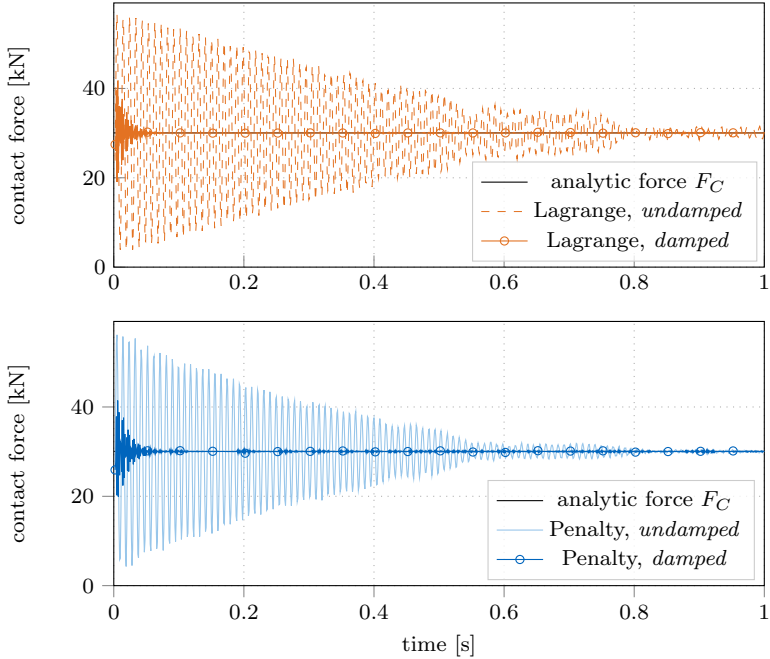 contact force [kN]
40
20
0
analytic force F_C
Lagrange, undamped
Lagrange, damped
0 0.2 0.4 0.6 0.8 1
contact force [kN]
40
20
0
analytic force F_C
Penalty, undamped
Penalty, damped
0 0.2 0.4 0.6 0.8 1
time [s]